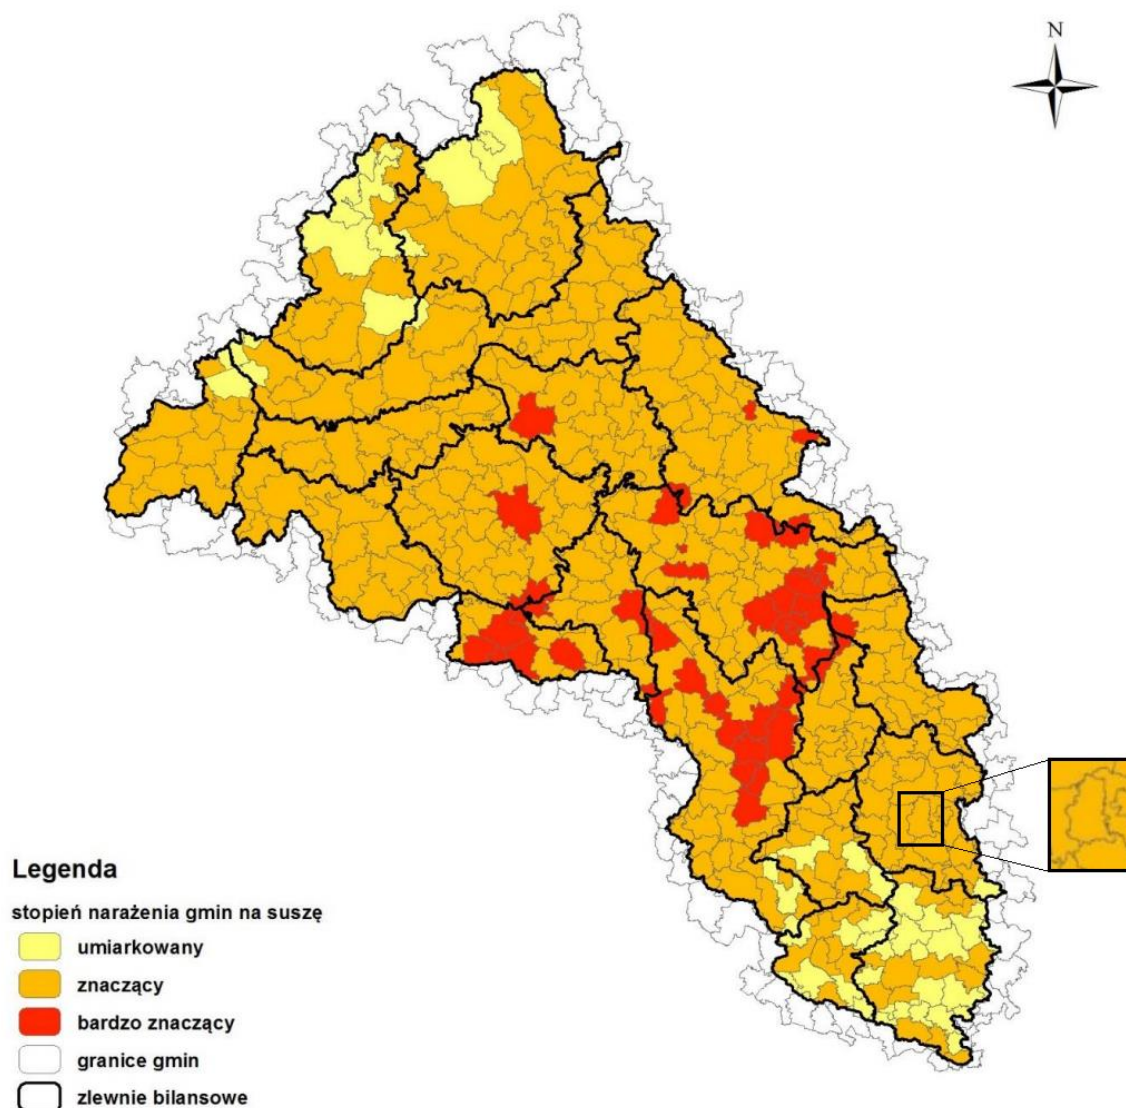 N
Legenda
stopień narażenia gmin na suszę
umiarkowany
znaczący
bardzo znaczący
granice gmin
zlewnie bilansowe